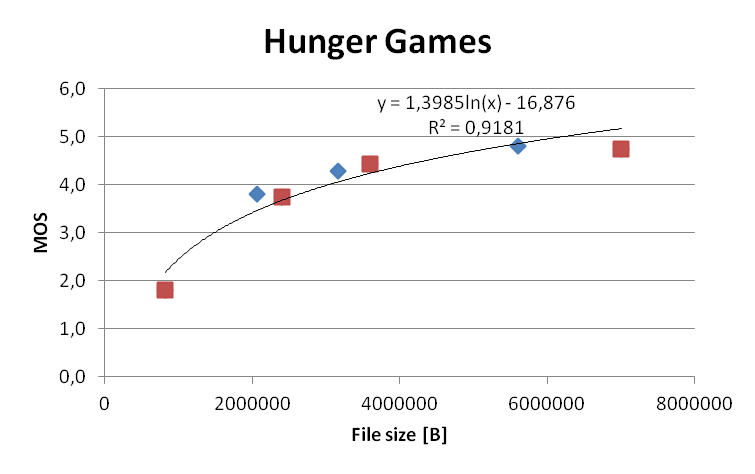 Hunger Games
6,0
y = 1,3985ln(x) - 16,876
R² = 0,9181
5,0
4,0
3,0
2,0
1,0
0,0
MOS
0 2000000 4000000 6000000 8000000
File size [B]